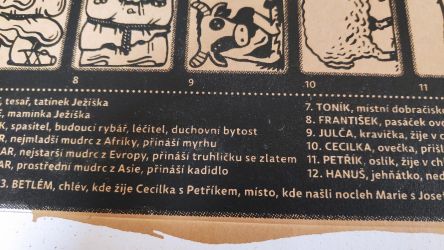 8 9 10 11
, tesař, tatínek Ježíška
, maminka Ježíška
, spasitel, budoucí rybář, léčitel, duchovní bytost
nejmladší mudrc z Afriky, přináší myrhu
AR, nejstarší mudrc z Evropy, přináší truhličku se zlatem
AR, prostřední mudrc z Asie, přináší kadidlo
7. TONÍK, místní dobračisk
8. FRANTIŠEK, pasáček ove
9. JULČA, kravička, žije v ch
10. CECILKA, ovečka, přišl
11. PETŘÍK, oslík, žije v chlé
12. HANUŠ, jehňátko, ned
3. BETLÉM, chlév, kde žije Cecilka s Petříkem, místo, kde našli nocleh Marie s Jose